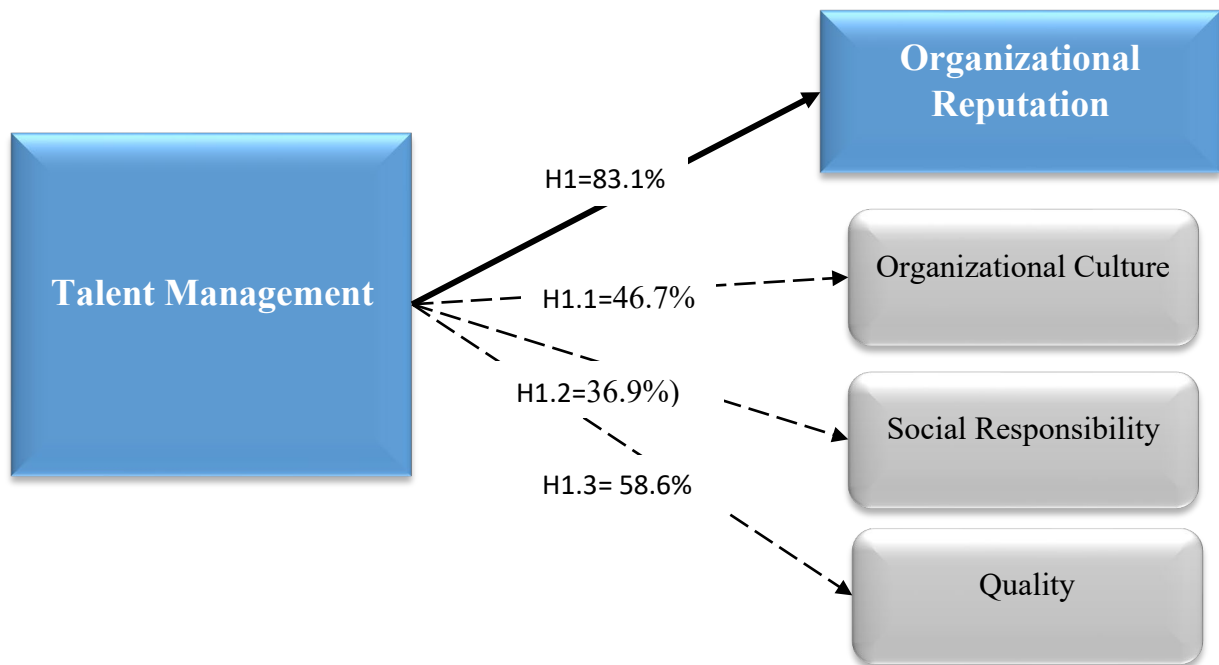 Organizational
Reputation
Talent Management
H1=83.1%
Organizational Culture
H1.1=46.7%
H1.2=36.9%)
Social Responsibility
H1.3= 58.6%
Quality